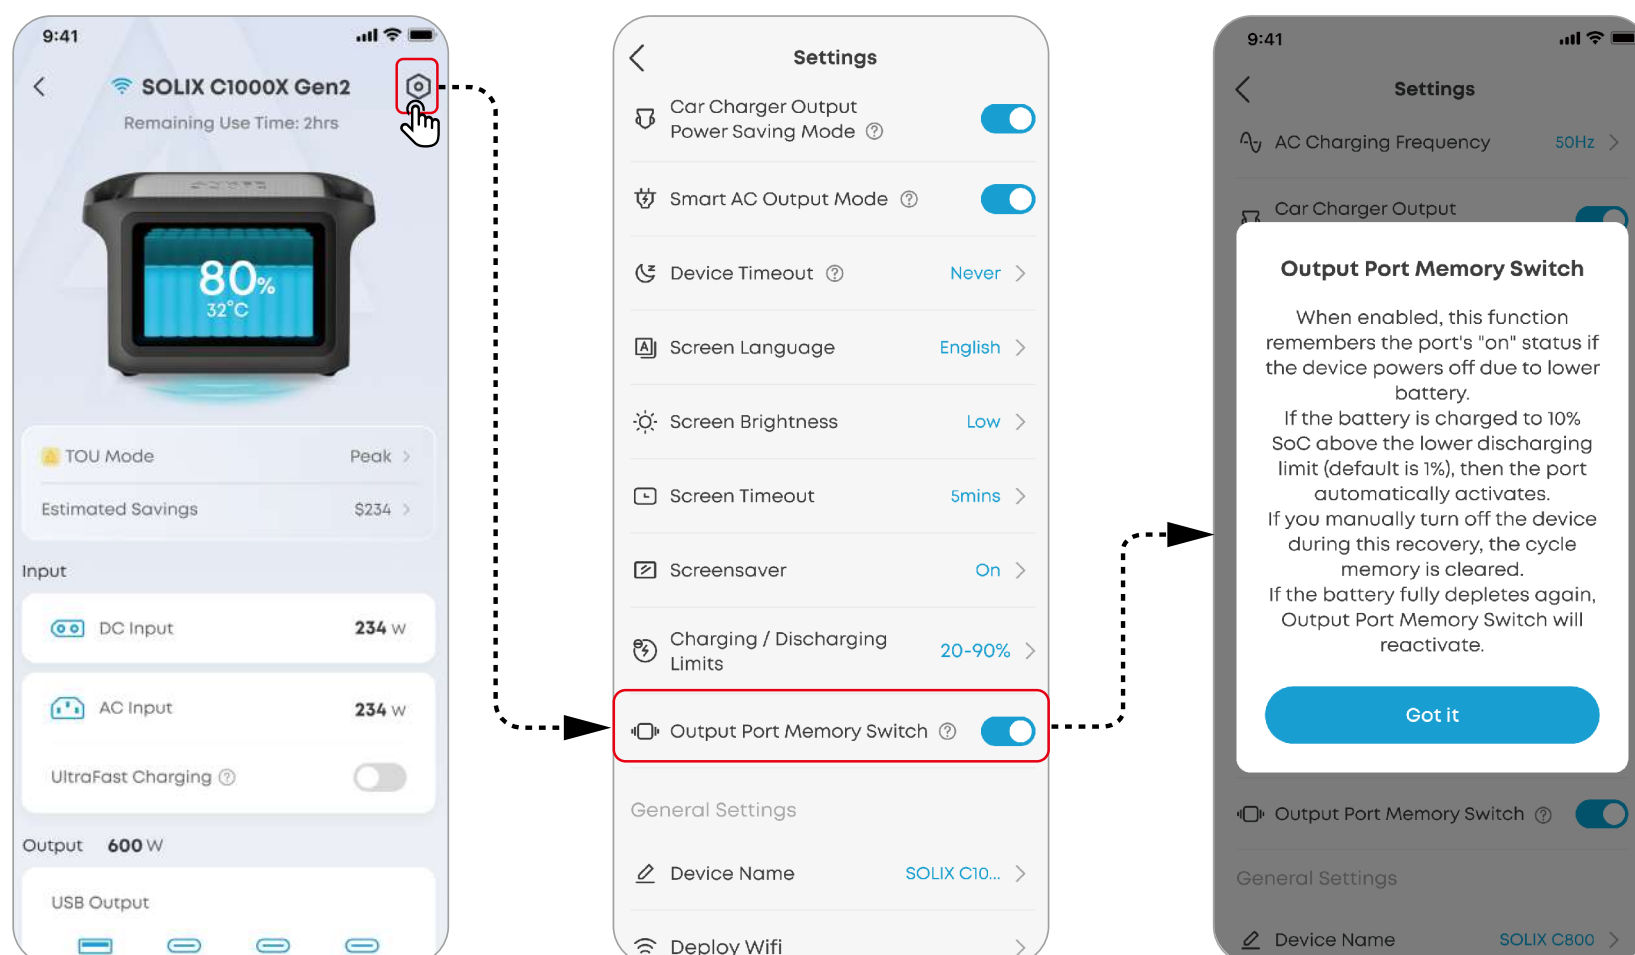 9:41
SOLIX C1000X Gen2
Remaining Use Time: 2hrs
80%
32°C
TOU Mode
Peak
Estimated Savings
$234
Input
DC Input
234 W
AC Input
234 W
UltraFast Charging ?
Output 600 W
USB Output
Settings
Car Charger Output
Power Saving Mode ?
Smart AC Output Mode ?
Device Timeout ?
Never
Screen Language
English
Screen Brightness
Low
Screen Timeout
5mins
Screensaver
On
Charging / Discharging
Limits
20-90%
Output Port Memory Switch ?
General Settings
Device Name
SOLIX C10...
Deploy Wifi
9:41
Settings
AC Charging Frequency
50Hz
Car Charger Output
Output Port Memory Switch
When enabled, this function
remembers the port's "on" status if
the device powers off due to lower
battery.
If the battery is charged to 10%
SoC above the lower discharging
limit (default is 1%), then the port
automatically activates.
If you manually turn off the device
during this recovery, the cycle
memory is cleared.
If the battery fully depletes again,
Output Port Memory Switch will
reactivate.
Got it
Output Port Memory Switch ?
General Settings
Device Name
SOLIX C800